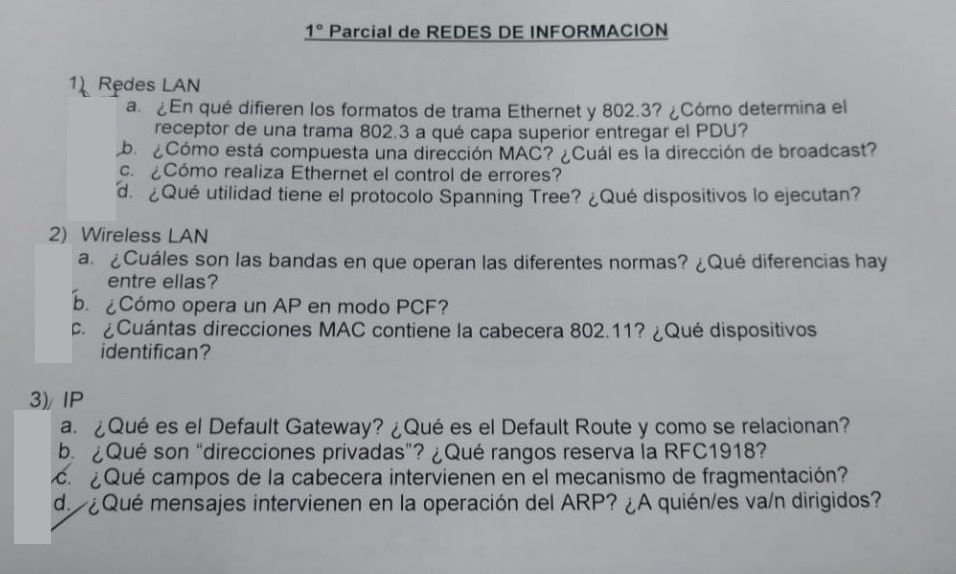 1° Parcial de REDES DE INFORMACION
1) Redes LAN
a. ¿En qué difieren los formatos de trama Ethernet y 802.3? ¿Cómo determina el
receptor de una trama 802.3 a qué capa superior entregar el PDU?
b. ¿Cómo está compuesta una dirección MAC? ¿Cuál es la dirección de broadcast?
c. ¿Cómo realiza Ethernet el control de errores?
d. ¿Qué utilidad tiene el protocolo Spanning Tree? ¿Qué dispositivos lo ejecutan?
2) Wireless LAN
a. ¿Cuáles son las bandas en que operan las diferentes normas? ¿Qué diferencias hay
entre ellas?
b. ¿Cómo opera un AP en modo PCF?
c. ¿Cuántas direcciones MAC contiene la cabecera 802.11? ¿Qué dispositivos
identifican?
3) IP
a. ¿Qué es el Default Gateway? ¿Qué es el Default Route y como se relacionan?
b. ¿Qué son “direcciones privadas”? ¿Qué rangos reserva la RFC1918?
c. ¿Qué campos de la cabecera intervienen en el mecanismo de fragmentación?
d. ¿Qué mensajes intervienen en la operación del ARP? ¿A quién/es va/n dirigidos?